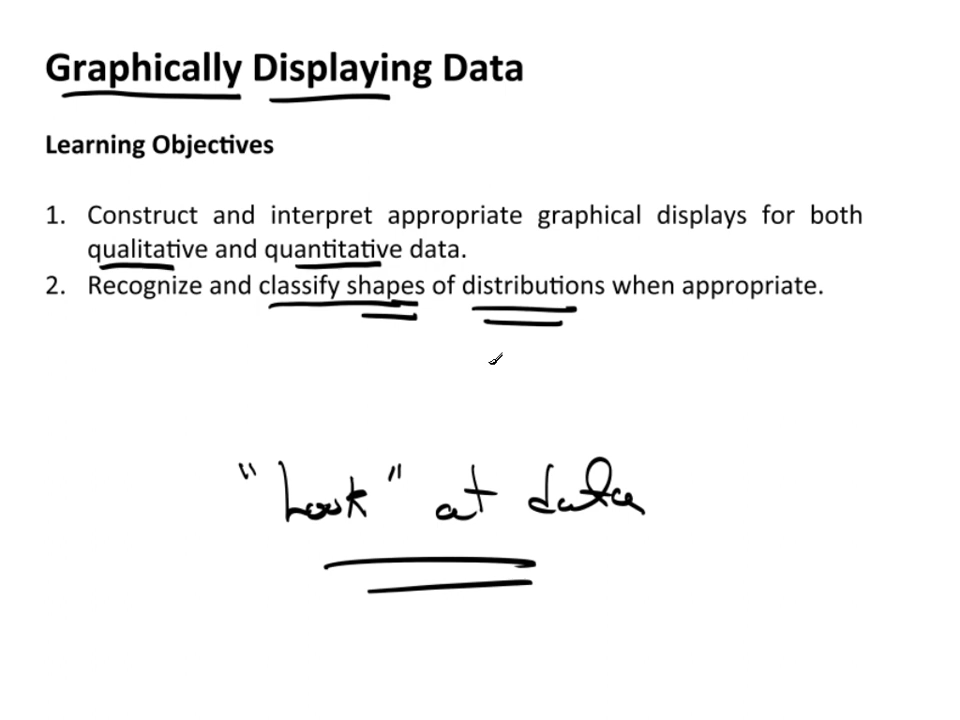 Graphically Displaying Data
Learning Objectives
1. Construct and interpret appropriate graphical displays for both
qualitative and quantitative data.
2. Recognize and classify shapes of distributions when appropriate.
"Look" at data